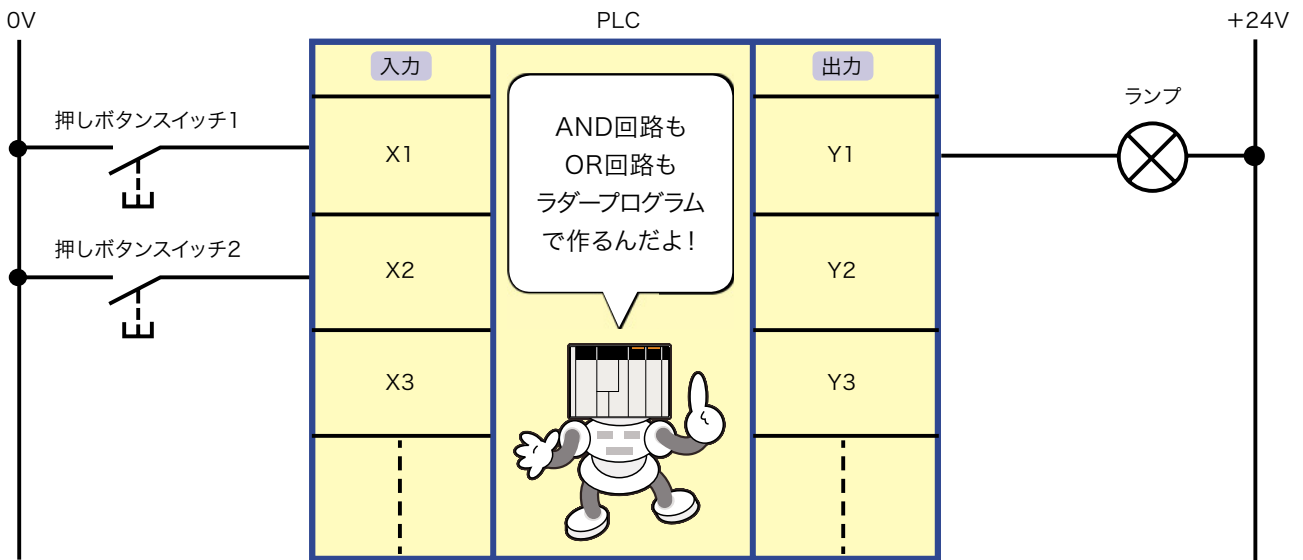 0V
PLC
+24V
入力
出力
押しボタンスイッチ1
X1
AND回路も
OR回路も
ラダープログラム
で作るんだよ！
Y1
ランプ
押しボタンスイッチ2
X2
Y2
X3
Y3